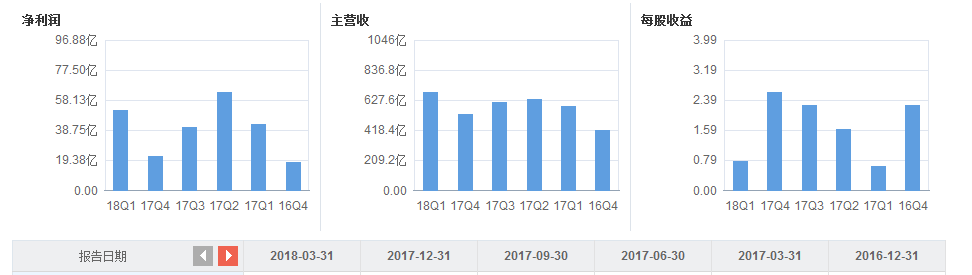 净利润 主营收 每股收益
96.88亿 1046亿 3.99
77.50亿 836.8亿 3.19
58.13亿 627.6亿 2.39
38.75亿 418.4亿 1.59
19.38亿 209.2亿 0.79
0.00 0.00 0.00
18Q1 17Q4 17Q3 17Q2 17Q1 16Q4 18Q1 17Q4 17Q3 17Q2 17Q1 16Q4 18Q1 17Q4 17Q3 17Q2 17Q1 16Q4
报告日期 2018-03-31 2017-12-31 2017-09-30 2017-06-30 2017-03-31 2016-12-31